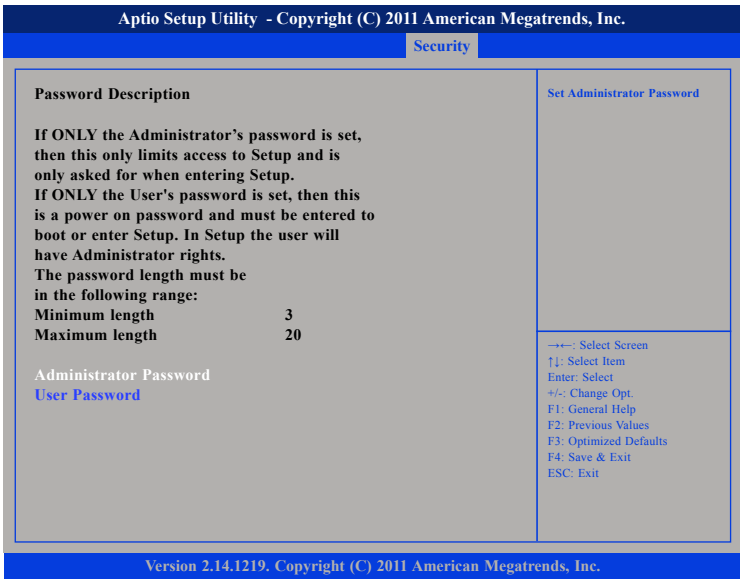 Aptio Setup Utility - Copyright (C) 2011 American Megatrends, Inc.
Security
Password Description
If ONLY the Administrator’s password is set,
then this only limits access to Setup and is
only asked for when entering Setup.
If ONLY the User's password is set, then this
is a power on password and must be entered to
boot or enter Setup. In Setup the user will
have Administrator rights.
The password length must be
in the following range:
Minimum length 3
Maximum length 20
Administrator Password
User Password
Set Administrator Password
→←: Select Screen
↑↓: Select Item
Enter: Select
+/-: Change Opt.
F1: General Help
F2: Previous Values
F3: Optimized Defaults
F4: Save & Exit
ESC: Exit
Version 2.14.1219. Copyright (C) 2011 American Megatrends, Inc.